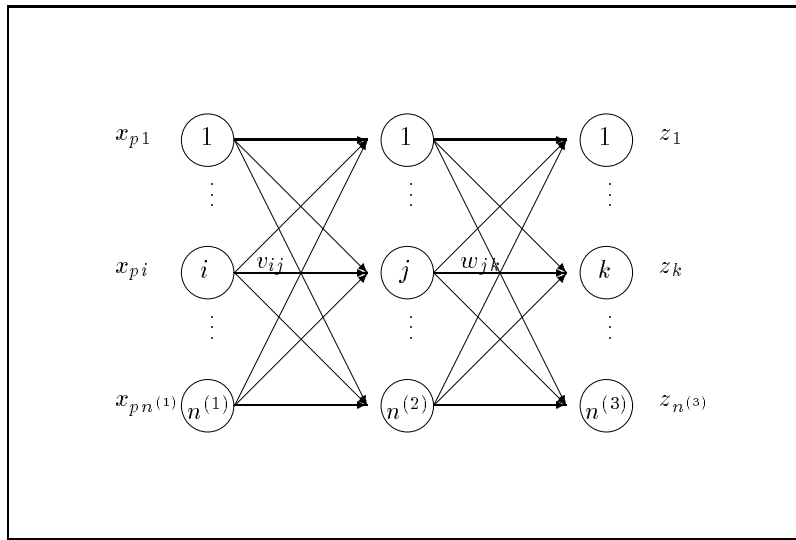 x_{p1} 1 1 1 z_1
⋮ ⋮ ⋮
x_{pi} i v_{ij} j w_{jk} k z_k
⋮ ⋮ ⋮
x_{pn^{(1)}} n^{(1)} n^{(2)} n^{(3)} z_{n^{(3)}}